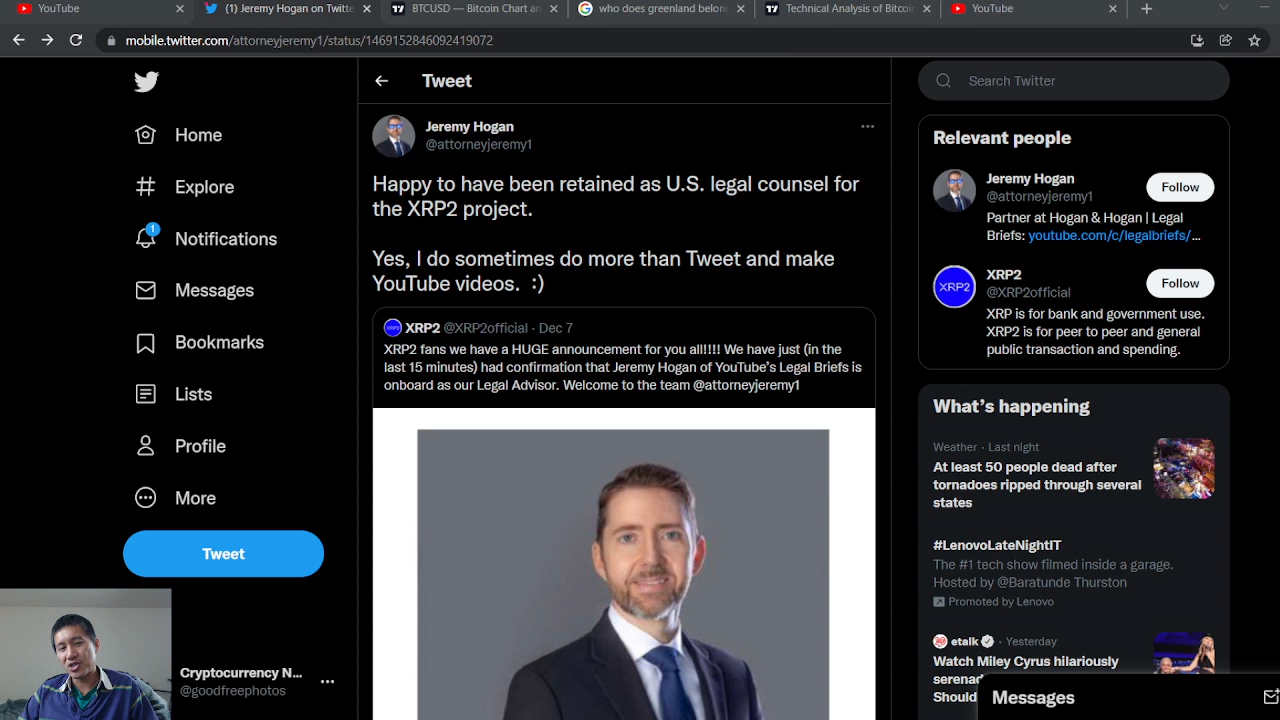 YouTube
(1) Jeremy Hogan on Twitte
BTCUSD — Bitcoin Chart an
who does greenland belon
Technical Analysis of Bitcoi
YouTube
mobile.twitter.com/attorneyjeremy1/status/1469152846092419072
Home
Explore
1
Notifications
Messages
Bookmarks
Lists
Profile
More
Tweet
Cryptocurrency N...
@goodfreephotos
Tweet
Jeremy Hogan
@attorneyjeremy1
Happy to have been retained as U.S. legal counsel for
the XRP2 project.
Yes, I do sometimes do more than Tweet and make
YouTube videos. :)
XRP2 @XRP2official · Dec 7
XRP2 fans we have a HUGE announcement for you all!!!! We have just (in the
last 15 minutes) had confirmation that Jeremy Hogan of YouTube's Legal Briefs is
onboard as our Legal Advisor. Welcome to the team @attorneyjeremy1
Search Twitter
Relevant people
Jeremy Hogan
@attorneyjeremy1
Follow
Partner at Hogan & Hogan | Legal
Briefs: youtube.com/c/legalbriefs/...
XRP2
XRP2
@XRP2official
Follow
XRP is for bank and government use.
XRP2 is for peer to peer and general
public transaction and spending.
What's happening
Weather · Last night
At least 50 people dead after
tornadoes ripped through several
states
#LenovoLateNightIT
The #1 tech show filmed inside a garage.
Hosted by @Baratunde Thurston
Promoted by Lenovo
etalk · Yesterday
Watch Miley Cyrus hilariously
serenad
Should
Messages